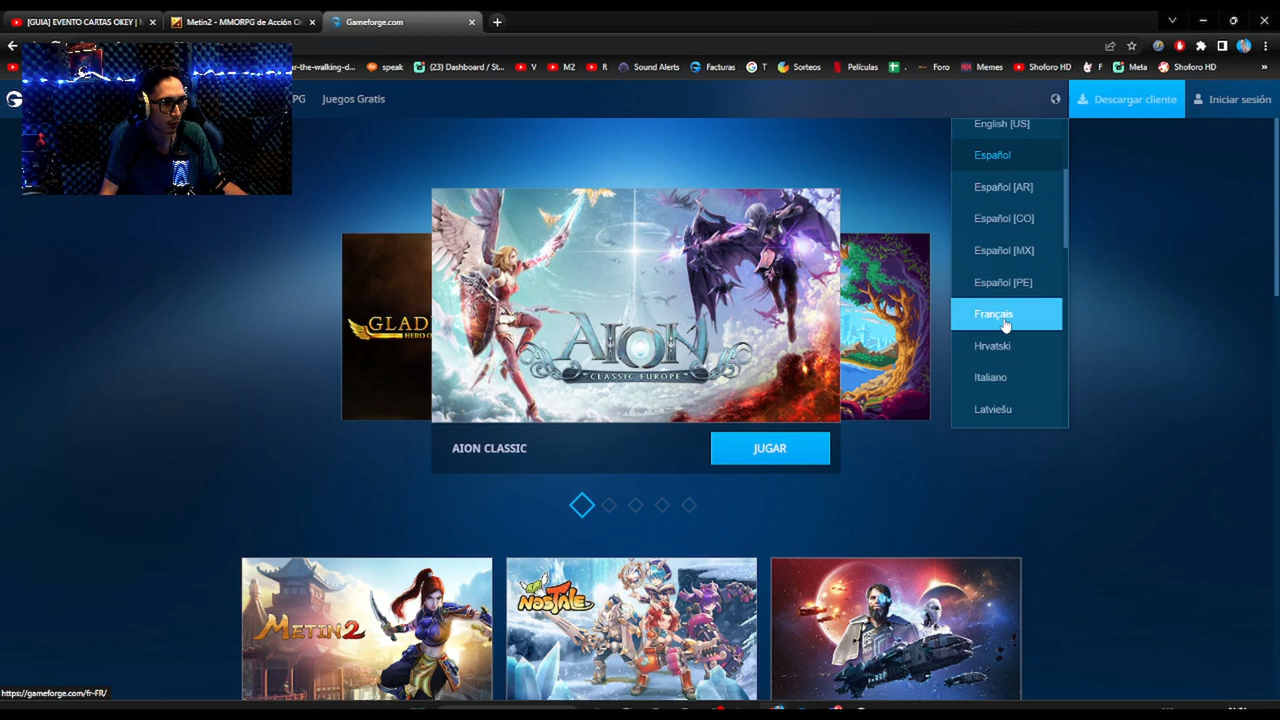 [GUIA] EVENTO CARTAS OKEY |
Metin2 - MMORPG de Acción O
Gameforge.com
r-the-walking-d...
speak
(23) Dashboard / St...
V
M2
R
Sound Alerts
Facturas
T
Sorteos
Películas
.
Foro
Memes
Shoforo HD
F
Meta
Shoforo HD
»
PG
Juegos Gratis
Descargar cliente
Iniciar sesión
English [US]
Español
Español [AR]
Español [CO]
Español [MX]
Español [PE]
Français
Hrvatski
Italiano
Latviešu
GLAD
HERO O
AION
CLASSIC EUROPE
AION CLASSIC
JUGAR
METIN2
NOSTALE
https://gameforge.com/fr-FR/